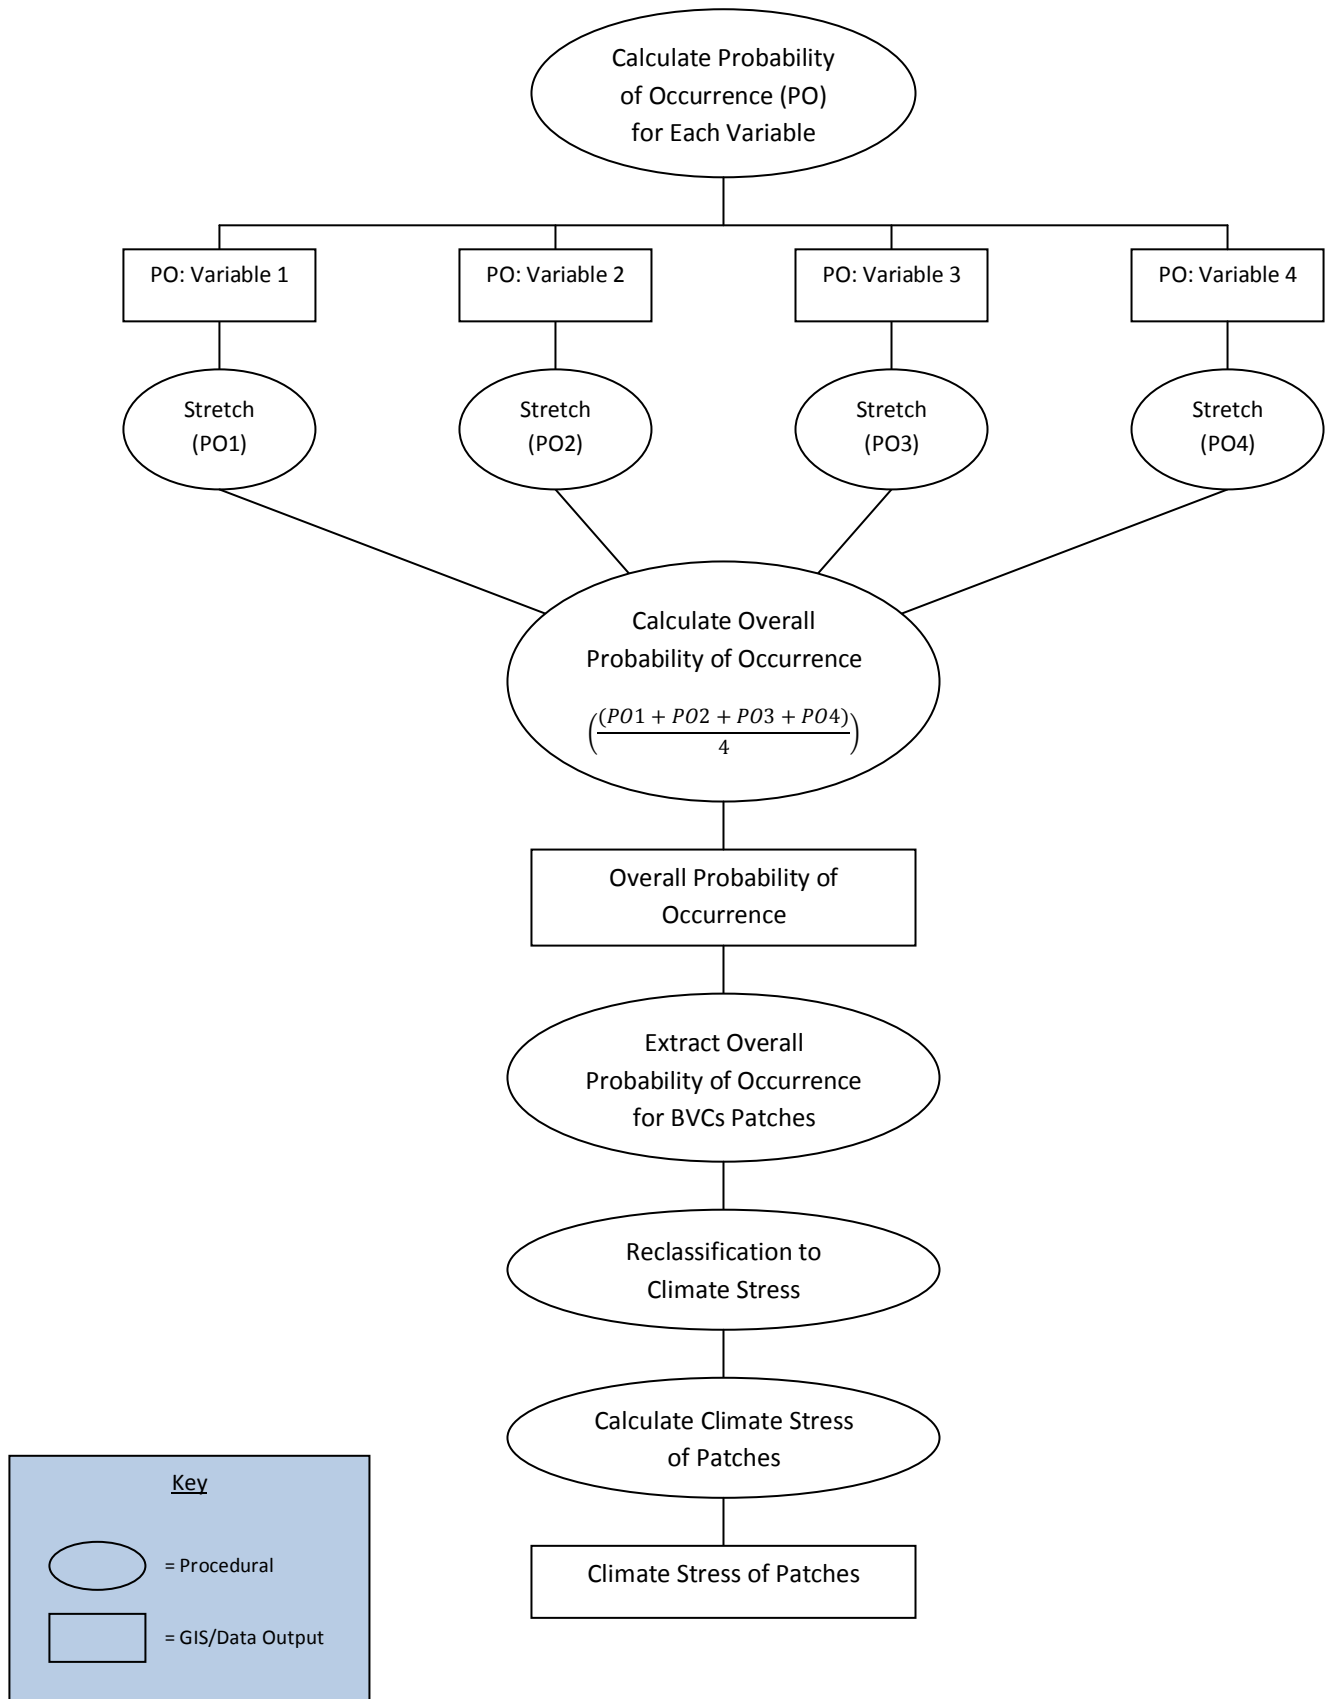 Calculate Probability
of Occurrence (PO)
for Each Variable
PO: Variable 1
PO: Variable 2
PO: Variable 3
PO: Variable 4
Stretch
(PO1)
Stretch
(PO2)
Stretch
(PO3)
Stretch
(PO4)
Calculate Overall
Probability of Occurrence
((PO1 + PO2 + PO3 + PO4)
4)
Overall Probability of
Occurrence
Extract Overall
Probability of Occurrence
for BVCs Patches
Reclassification to
Climate Stress
Calculate Climate Stress
of Patches
Climate Stress of Patches
Key
= Procedural
= GIS/Data Output